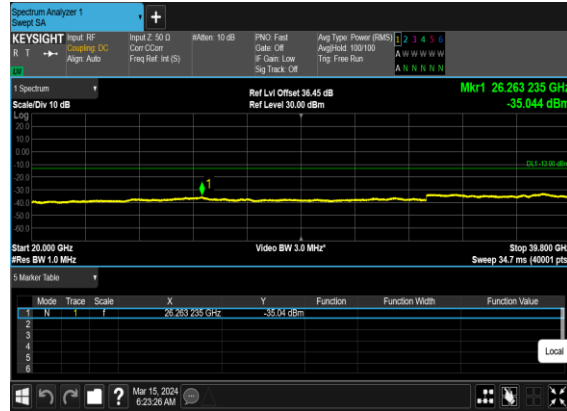 Spectrum Analyzer 1
Swept SA
+
KEYSIGHT
R T
Input: RF
Coupling: DC
Align: Auto
Input Z: 50 Ω
Corr CCorr
Freq Ref: Int (S)
#Atten: 10 dB
PNO: Fast
Gate: Off
IF Gain: Low
Sig Track: Off
Avg Type: Power (RMS)
Avg|Hold: 100/100
Trig: Free Run
1 2 3 4 5 6
A W W W W W
A N N N N N
1 Spectrum
Scale/Div 10 dB
Ref Lvl Offset 36.45 dB
Ref Level 30.00 dBm
Mkr1 26.263 235 GHz
-35.044 dBm
Log
20.0
10.0
0.00
-10.0
-20.0
-30.0
-40.0
-50.0
-60.0
DL1 -13.00 dBm
1
Start 20.000 GHz
#Res BW 1.0 MHz
Video BW 3.0 MHz*
Stop 39.800 GHz
Sweep 34.7 ms (40001 pts)
5 Marker Table
Mode Trace Scale X Y Function Function Width Function Value
1 N 1 f 26.263 235 GHz -35.04 dBm
2
3
4
5
6
Local
?
Mar 15, 2024
6:23:26 AM